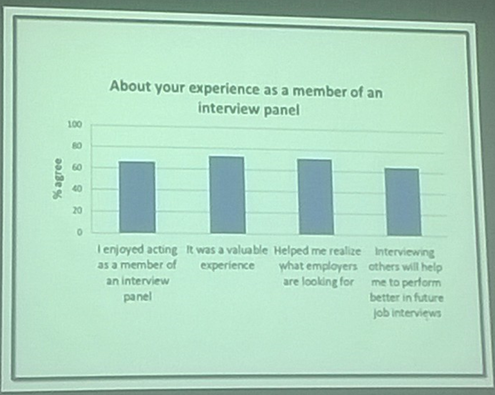 About your experience as a member of an
interview panel
% agree
100
80
60
40
20
0
I enjoyed acting
as a member of
an interview
panel
It was a valuable
experience
Helped me realize
what employers
are looking for
Interviewing
others will help
me to perform
better in future
job interviews